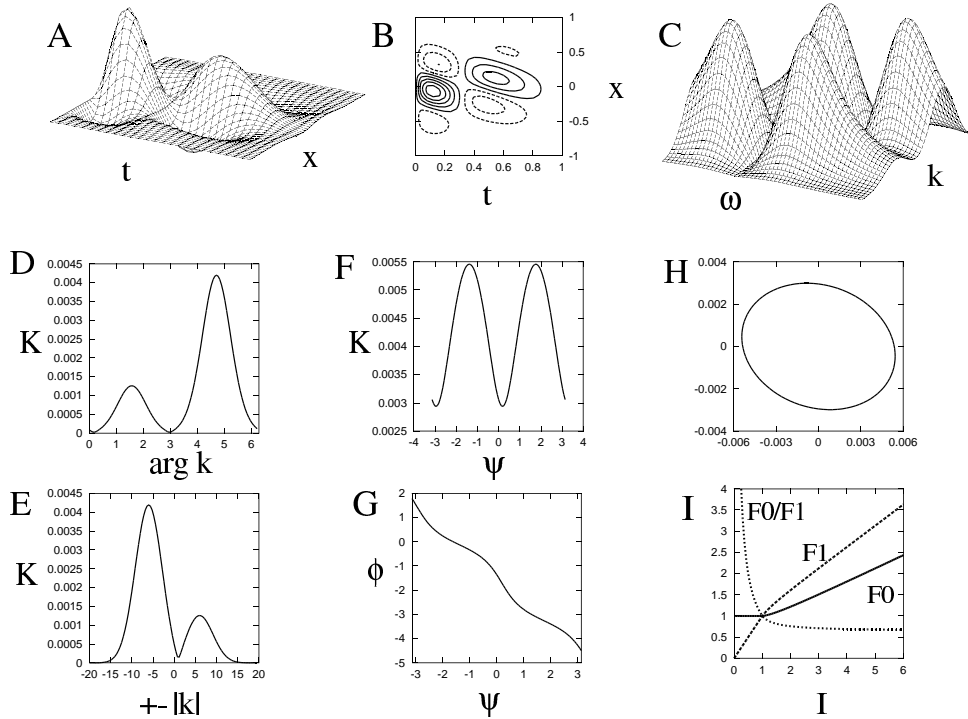 A
t
x
B
1
0.5
0
-0.5
-1
x
0 0.2 0.4 0.6 0.8 1
t
C
ω
k
D
0.0045
0.004
0.0035
0.003
0.0025
0.002
0.0015
0.001
0.0005
0
K
0 1 2 3 4 5 6
arg k
F
0.0055
0.005
0.0045
0.004
0.0035
0.003
0.0025
K
-4 -3 -2 -1 0 1 2 3 4
ψ
H
0.004
0.002
0
-0.002
-0.004
-0.006 -0.003 0 0.003 0.006
E
0.0045
0.004
0.0035
0.003
0.0025
0.002
0.0015
0.001
0.0005
0
K
-20 -15 -10 -5 0 5 10 15 20
+- |k|
G
2
1
0
-1
-2
-3
-4
-5
ϕ
-3 -2 -1 0 1 2 3
ψ
I
4
3.5
3
2.5
2
1.5
1
0.5
0
F0/F1
F1
F0
0 1 2 3 4 5 6
I